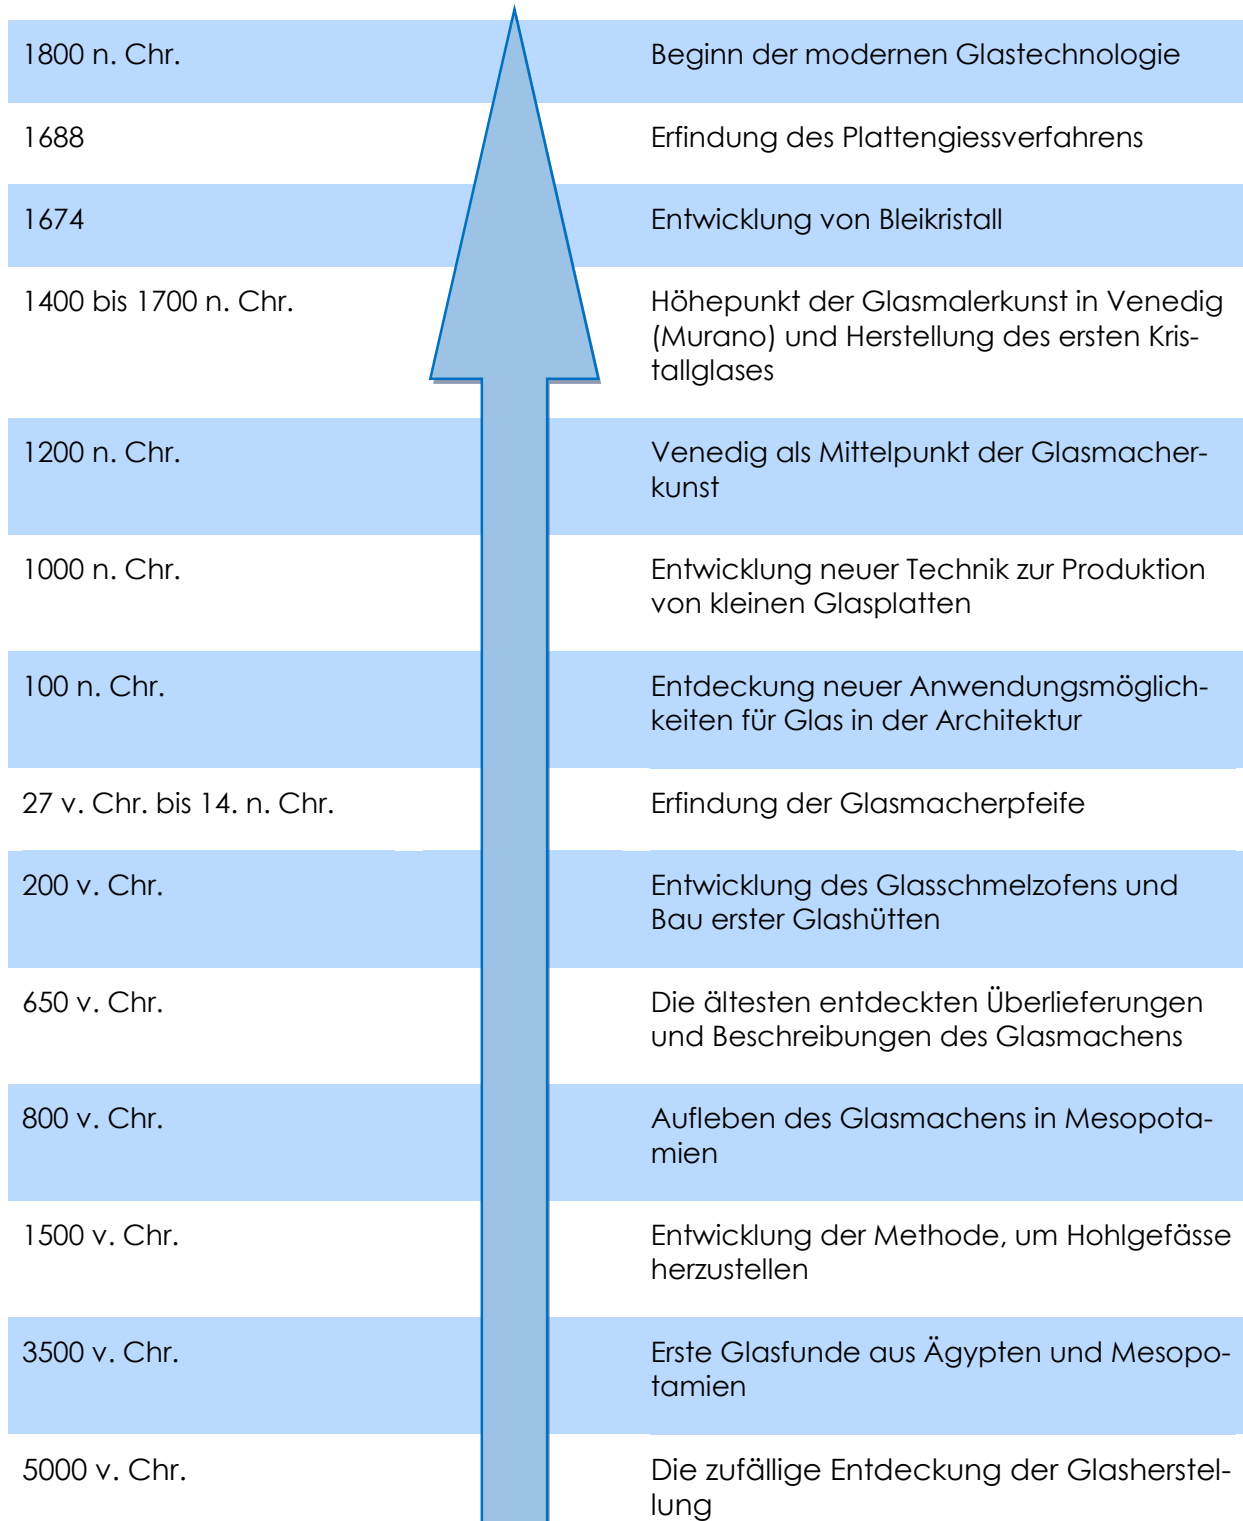 1800 n. Chr. Beginn der modernen Glastechnologie
1688 Erfindung des Plattengiessverfahrens
1674 Entwicklung von Bleikristall
1400 bis 1700 n. Chr. Höhepunkt der Glasmalerkunst in Venedig
(Murano) und Herstellung des ersten Kris-
tallglases
1200 n. Chr. Venedig als Mittelpunkt der Glasmacher-
kunst
1000 n. Chr. Entwicklung neuer Technik zur Produktion
von kleinen Glasplatten
100 n. Chr. Entdeckung neuer Anwendungsmöglich-
keiten für Glas in der Architektur
27 v. Chr. bis 14. n. Chr. Erfindung der Glasmacherpfeife
200 v. Chr. Entwicklung des Glasschmelzofens und
Bau erster Glashütten
650 v. Chr. Die ältesten entdeckten Überlieferungen
und Beschreibungen des Glasmachens
800 v. Chr. Aufleben des Glasmachens in Mesopota-
mien
1500 v. Chr. Entwicklung der Methode, um Hohlgefässe
herzustellen
3500 v. Chr. Erste Glasfunde aus Ägypten und Mesopo-
tamien
5000 v. Chr. Die zufällige Entdeckung der Glasherstel-
lung